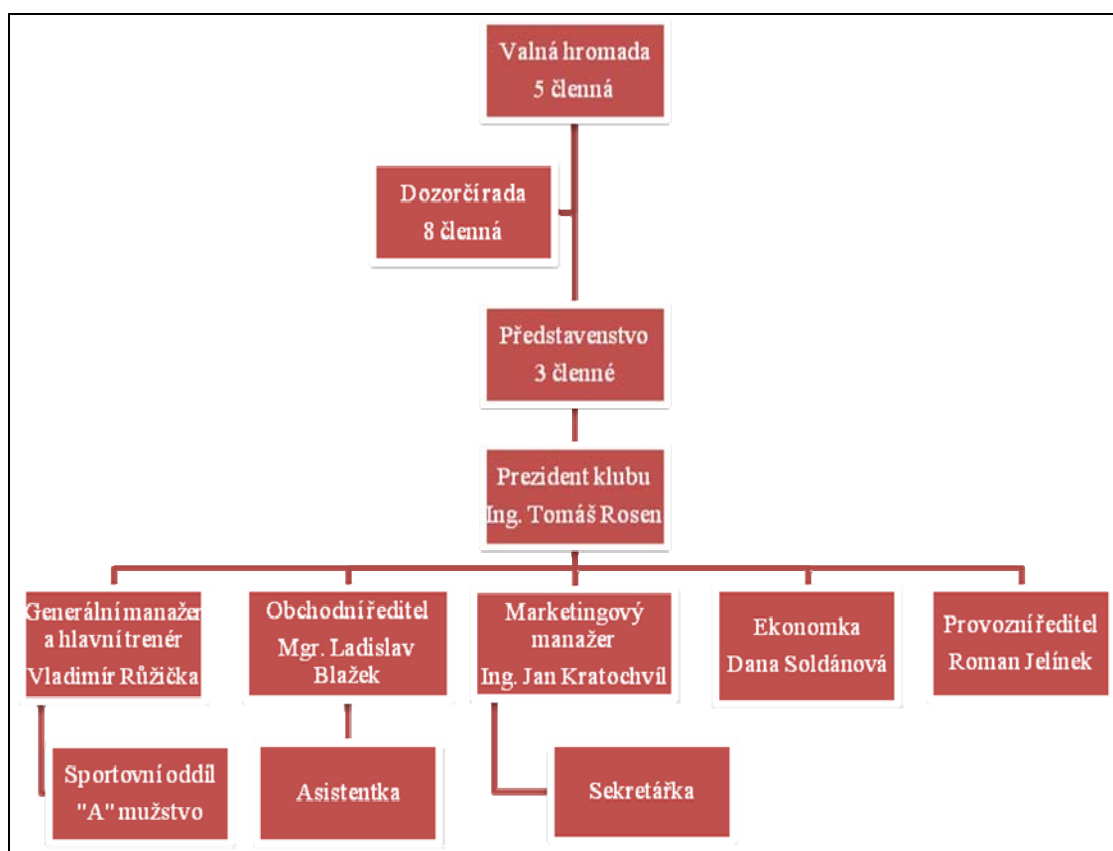 Valná hromada
5 členná
Dozorčí rada
8 členná
Představenstvo
3 členné
Prezident klubu
Ing. Tomáš Rosen
Generální manažer
a hlavní trenér
Vladimír Růžička
Obchodní ředitel
Mgr. Ladislav
Blažek
Marketingový
manažer
Ing. Jan Kratochvíl
Ekonomka
Dana Soldánová
Provozní ředitel
Roman Jelínek
Sportovní oddíl
"A" mužstvo
Asistentka
Sekretářka